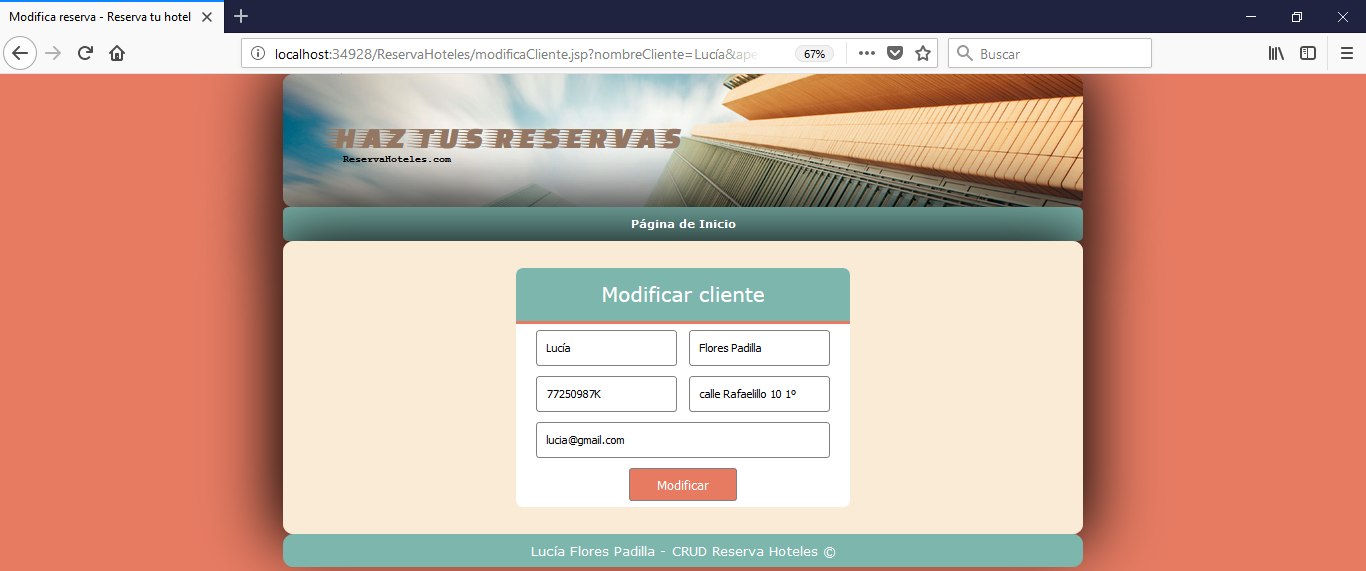 Modifica reserva - Reserva tu hotel
localhost:34928/ReservaHoteles/modificaCliente.jsp?nombreCliente=Lucía&ape
67%
Buscar
HAZ TUS RESERVAS
ReservaHoteles.com
Página de Inicio
Modificar cliente
Lucía Flores Padilla
77250987K calle Rafaelillo 10 1º
lucia@gmail.com
Modificar
Lucía Flores Padilla - CRUD Reserva Hoteles ©